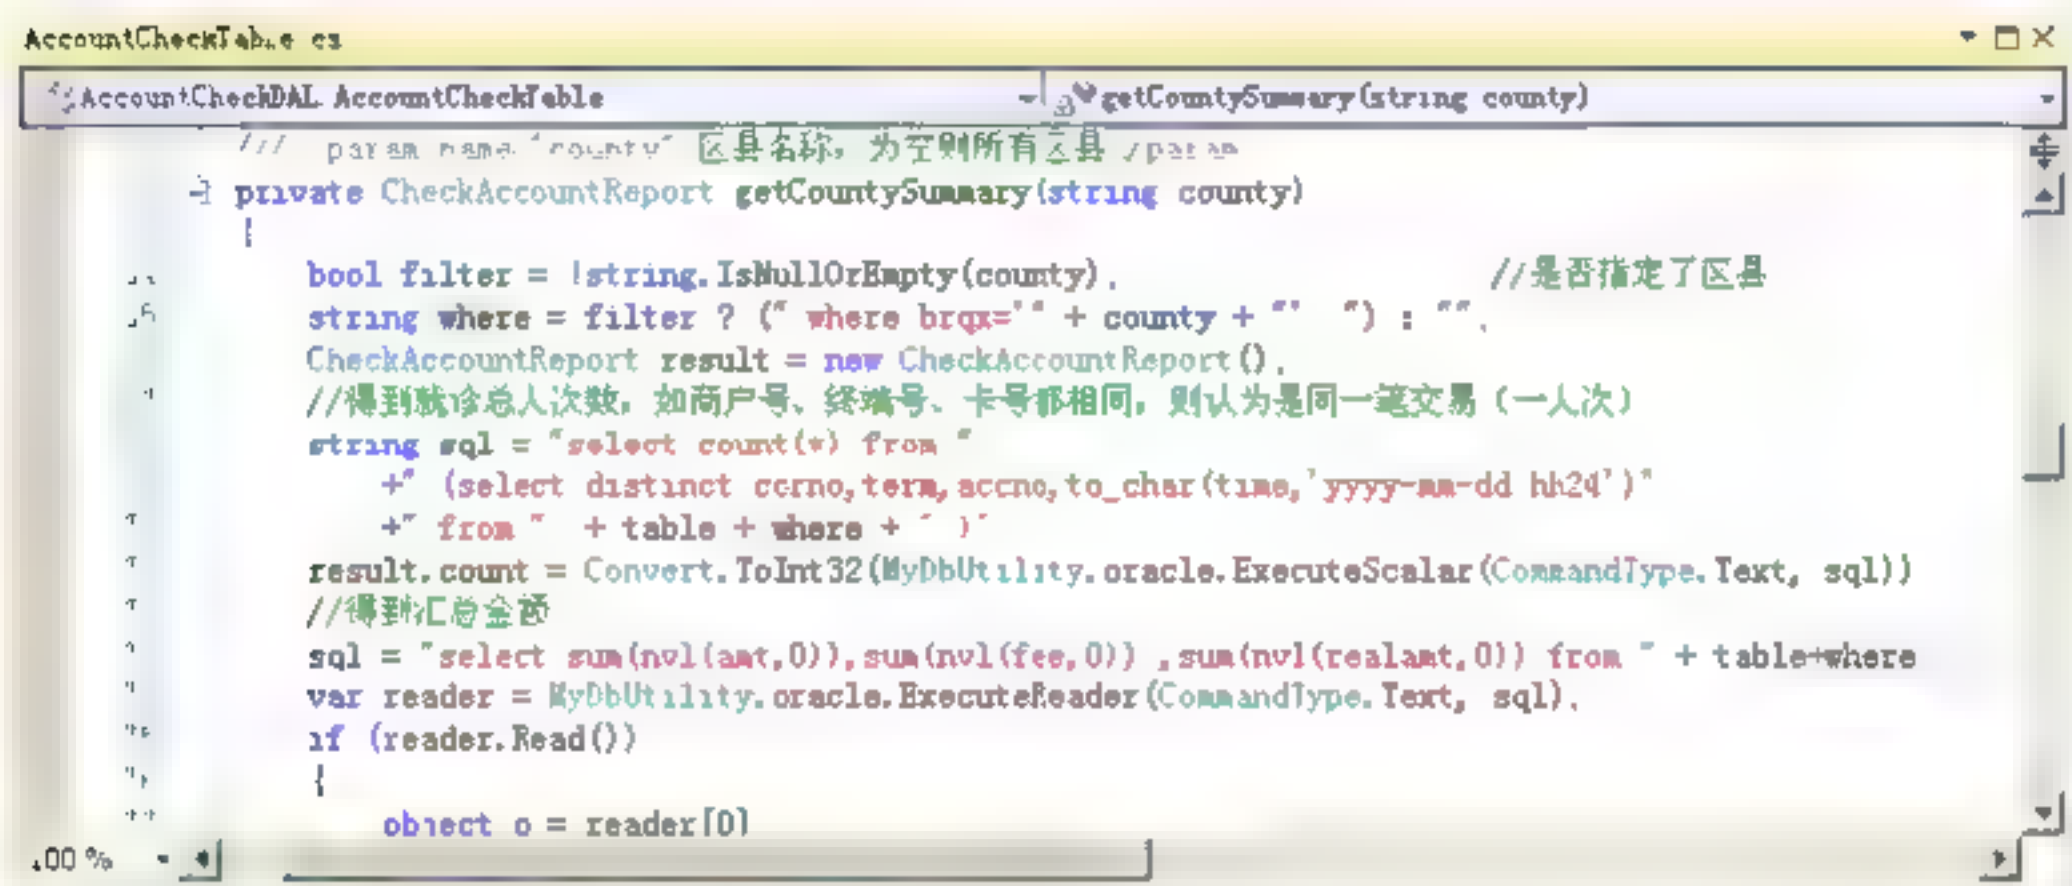 AccountCheckTable.cs
AccountCheckDAL.AccountCheckTable getCountySummary(string county)
/// param name="county" 区县名称，为空则所有区县 /param
private CheckAccountReport getCountySummary(string county)
{
bool filter = !string.IsNullOrEmpty(county); //是否指定了区县
string where = filter ? (" where brqx='" + county + "' ") : "";
CheckAccountReport result = new CheckAccountReport();
//得到就诊总人次数，如商户号、终端号、卡号都相同，则认为是同一笔交易（一人次）
string sql = "select count(*) from "
+" (select distinct corno,term,accno,to_char(time,'yyyy-mm-dd hh24')"
+" from " + table + where + " )"
result.count = Convert.ToInt32(MyDbUtility.oracle.ExecuteScalar(CommandType.Text, sql))
//得到汇总金额
sql = "select sum(nvl(amt,0)),sum(nvl(fee,0)) ,sum(nvl(realamt,0)) from " + table+where
var reader = MyDbUtility.oracle.ExecuteReader(CommandType.Text, sql);
if (reader.Read())
{
object o = reader[0]
100 %